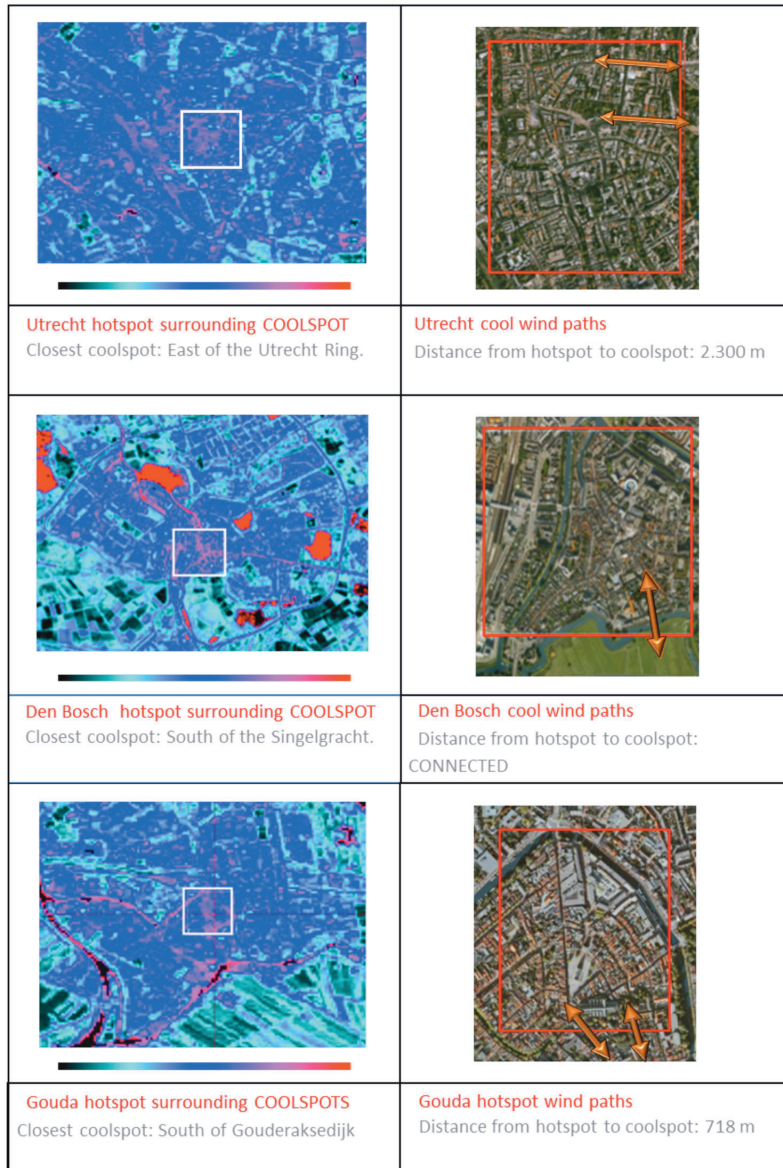 Utrecht hotspot surrounding COOLSPOT
Closest coolspot: East of the Utrecht Ring.
Utrecht cool wind paths
Distance from hotspot to coolspot: 2.300 m
Den Bosch hotspot surrounding COOLSPOT
Closest coolspot: South of the Singelgracht.
Den Bosch cool wind paths
Distance from hotspot to coolspot:
CONNECTED
Gouda hotspot surrounding COOLSPOTS
Closest coolspot: South of Gouderaksedijk
Gouda hotspot wind paths
Distance from hotspot to coolspot: 718 m